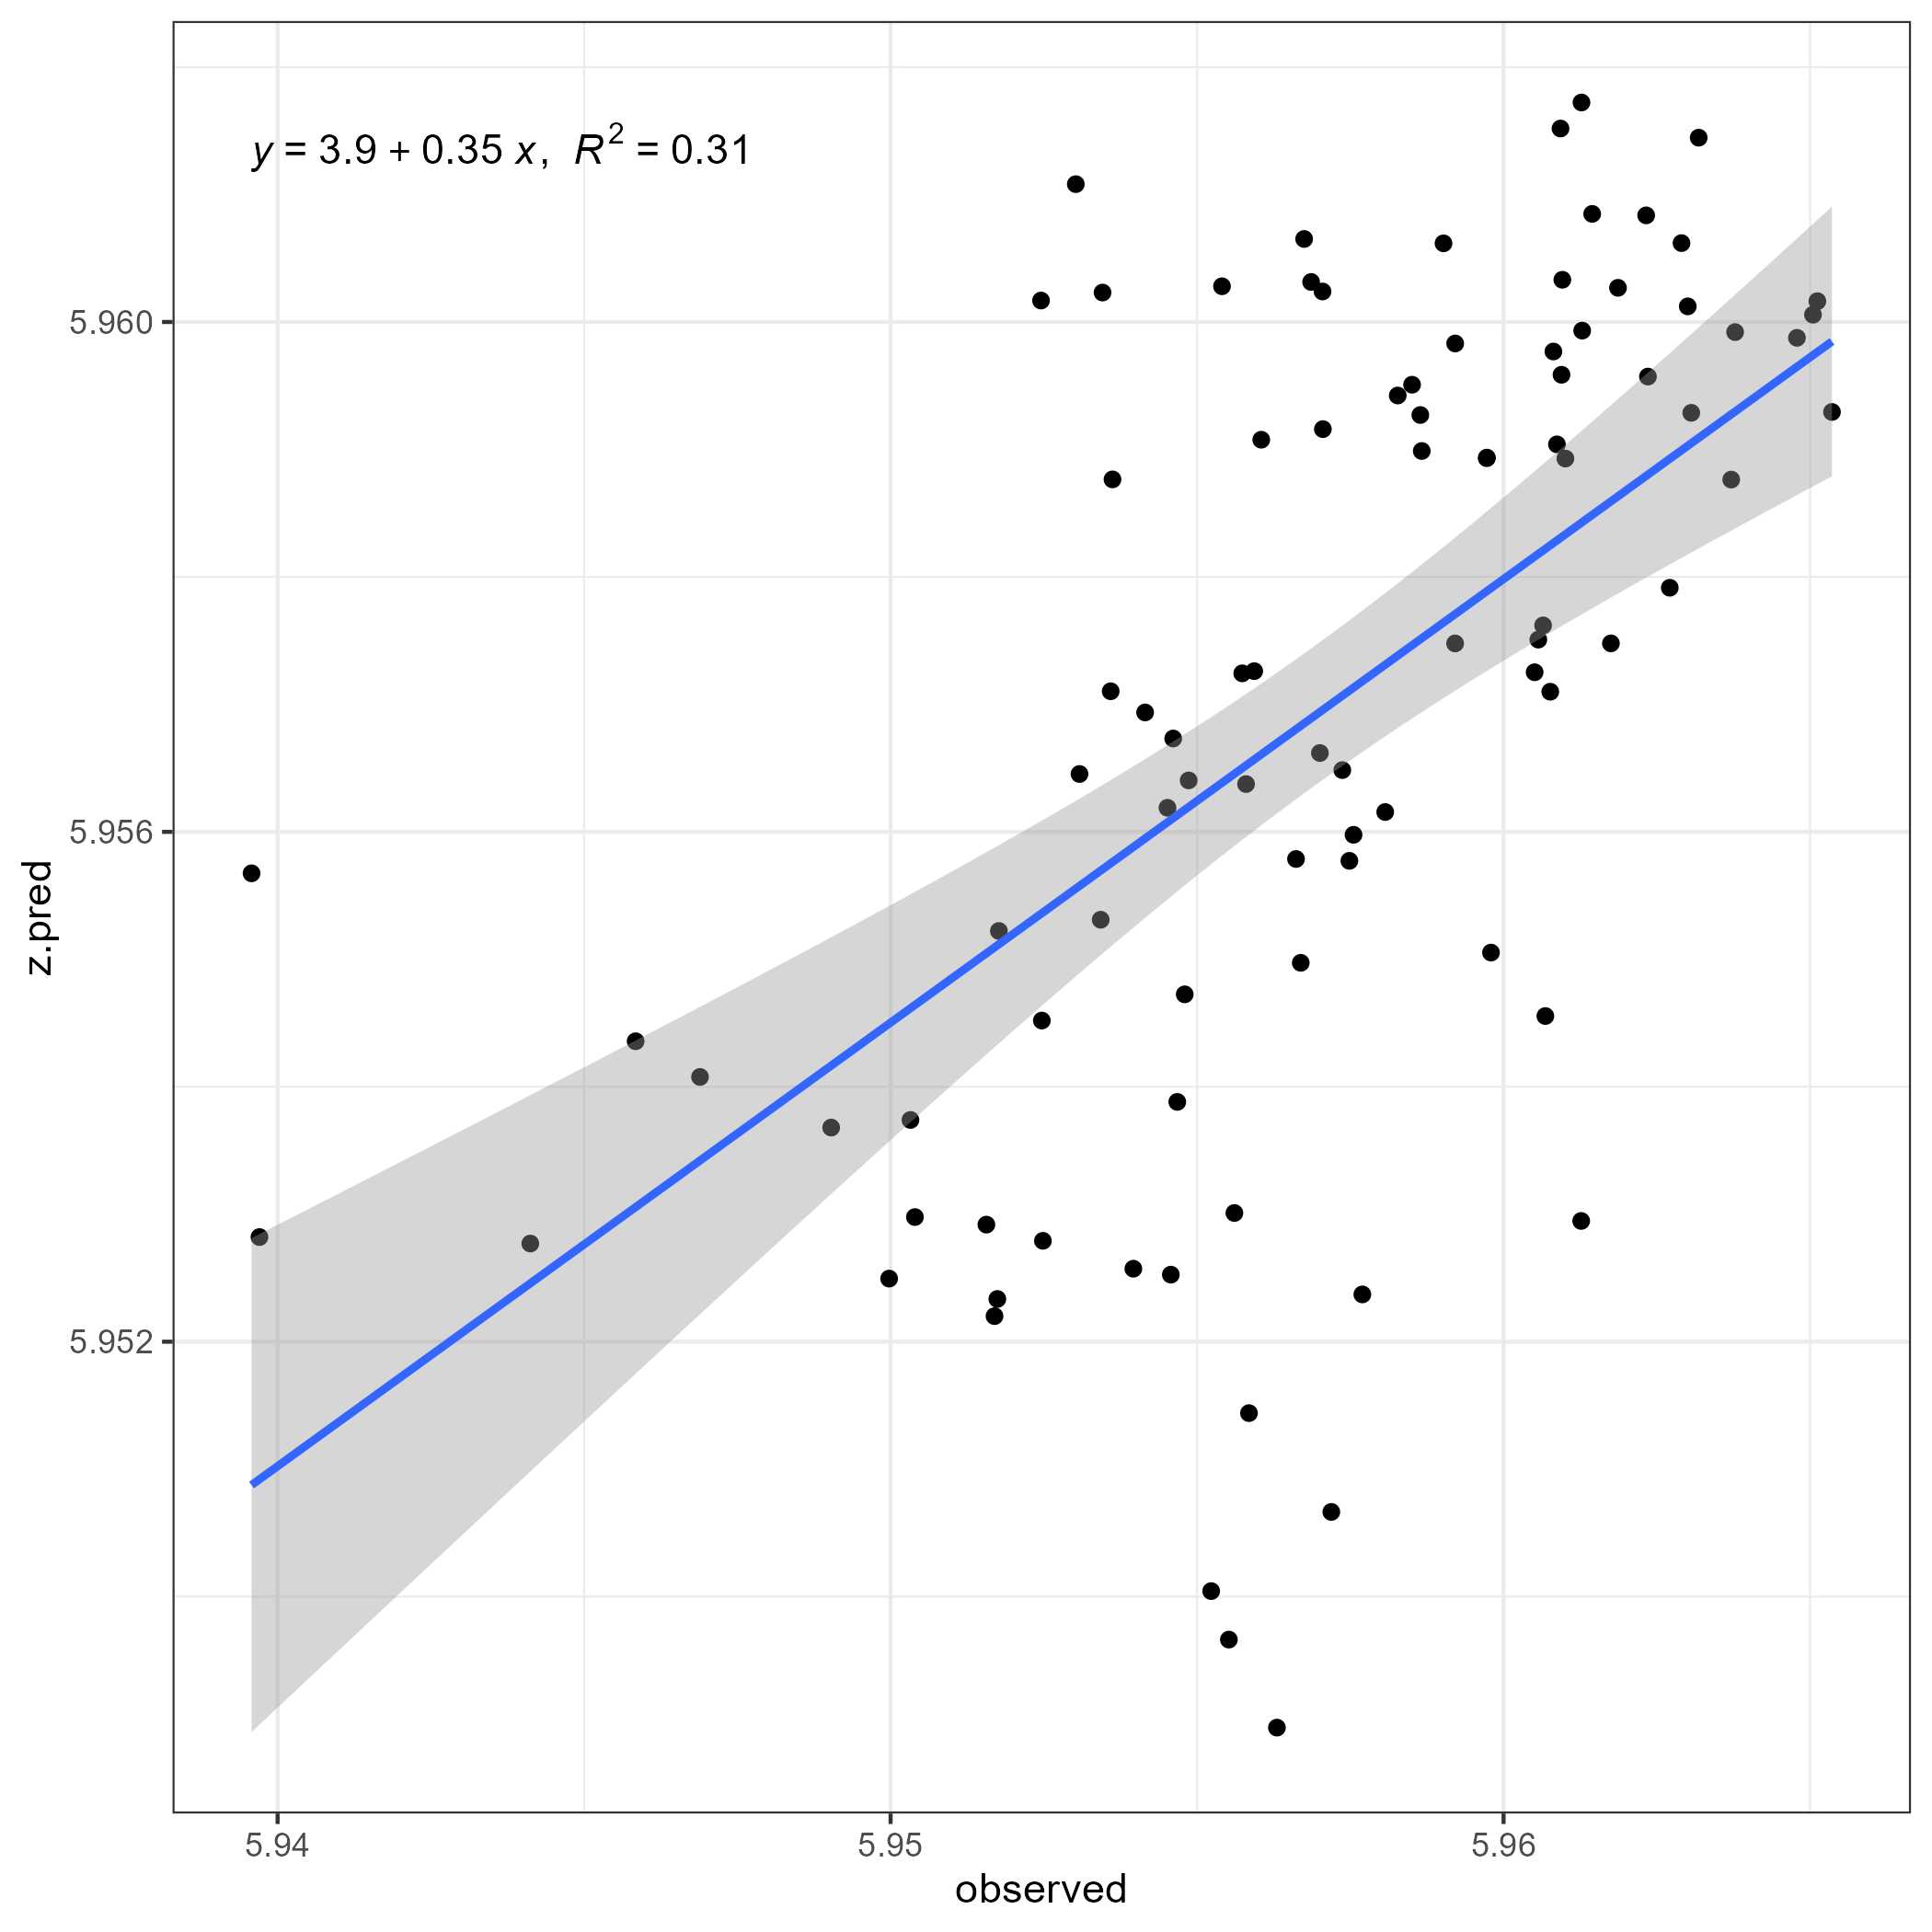 y = 3.9 + 0.35 x, R² = 0.31
5.960
5.956
5.952
z.pred
5.94 5.95 5.96
observed